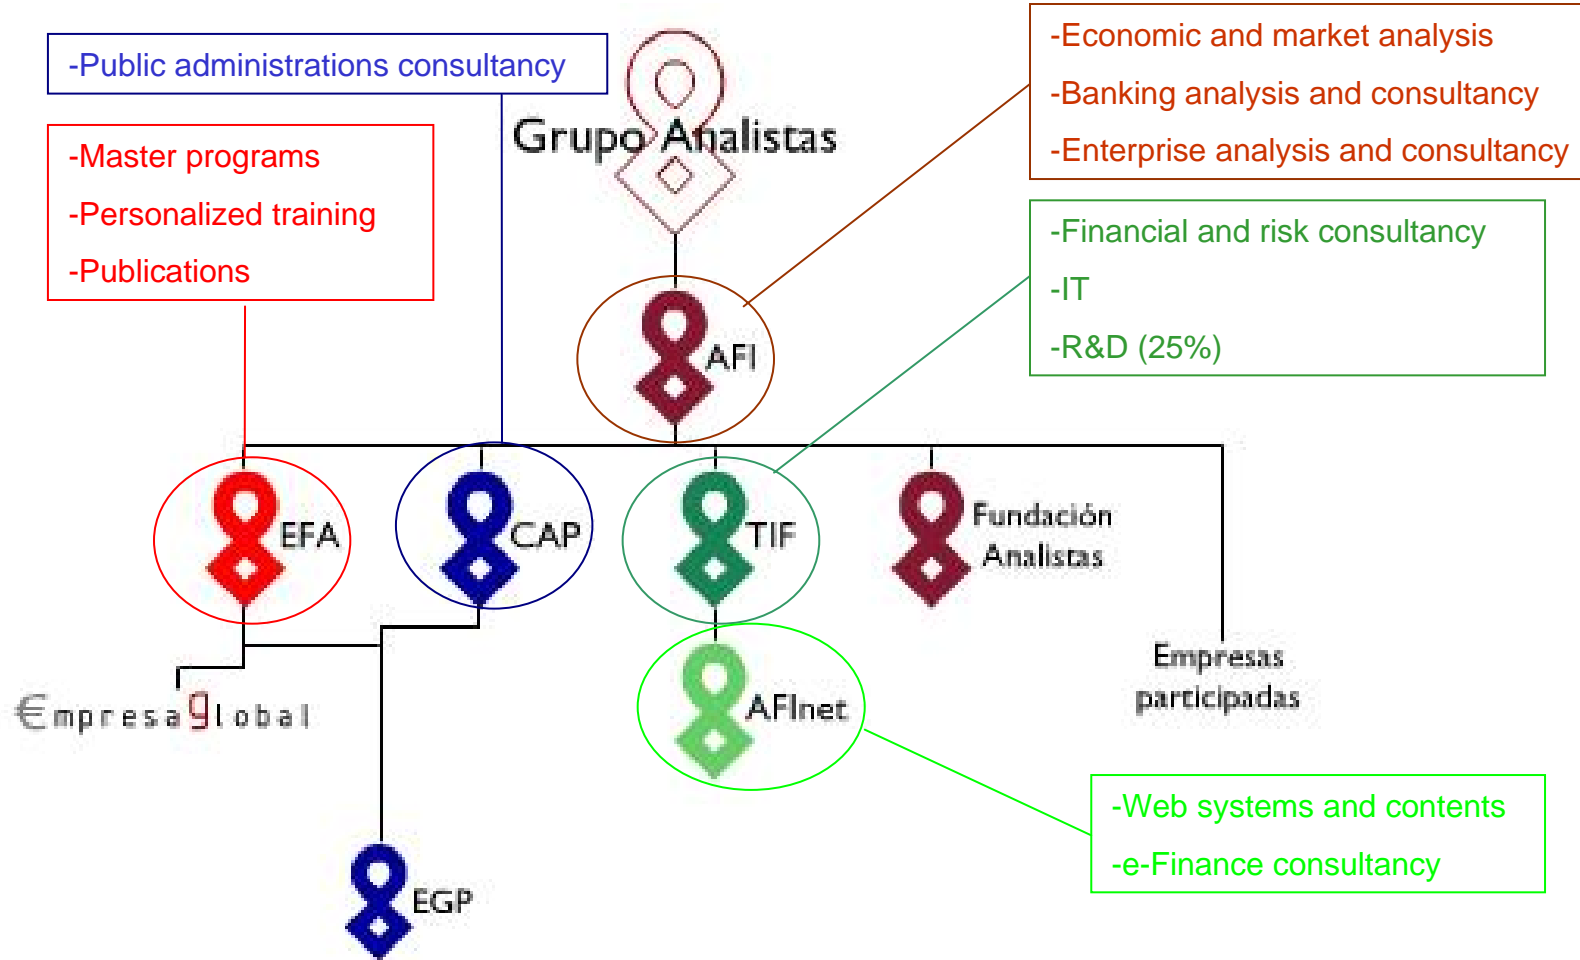 -Public administrations consultancy
-Master programs
-Personalized training
-Publications
Grupo Analistas
-Economic and market analysis
-Banking analysis and consultancy
-Enterprise analysis and consultancy
-Financial and risk consultancy
-IT
-R&D (25%)
AFI
EFA
CAP
TIF
Fundación
Analistas
Empresas
participadas
€mpresaglobal
AFInet
-Web systems and contents
-e-Finance consultancy
EGP